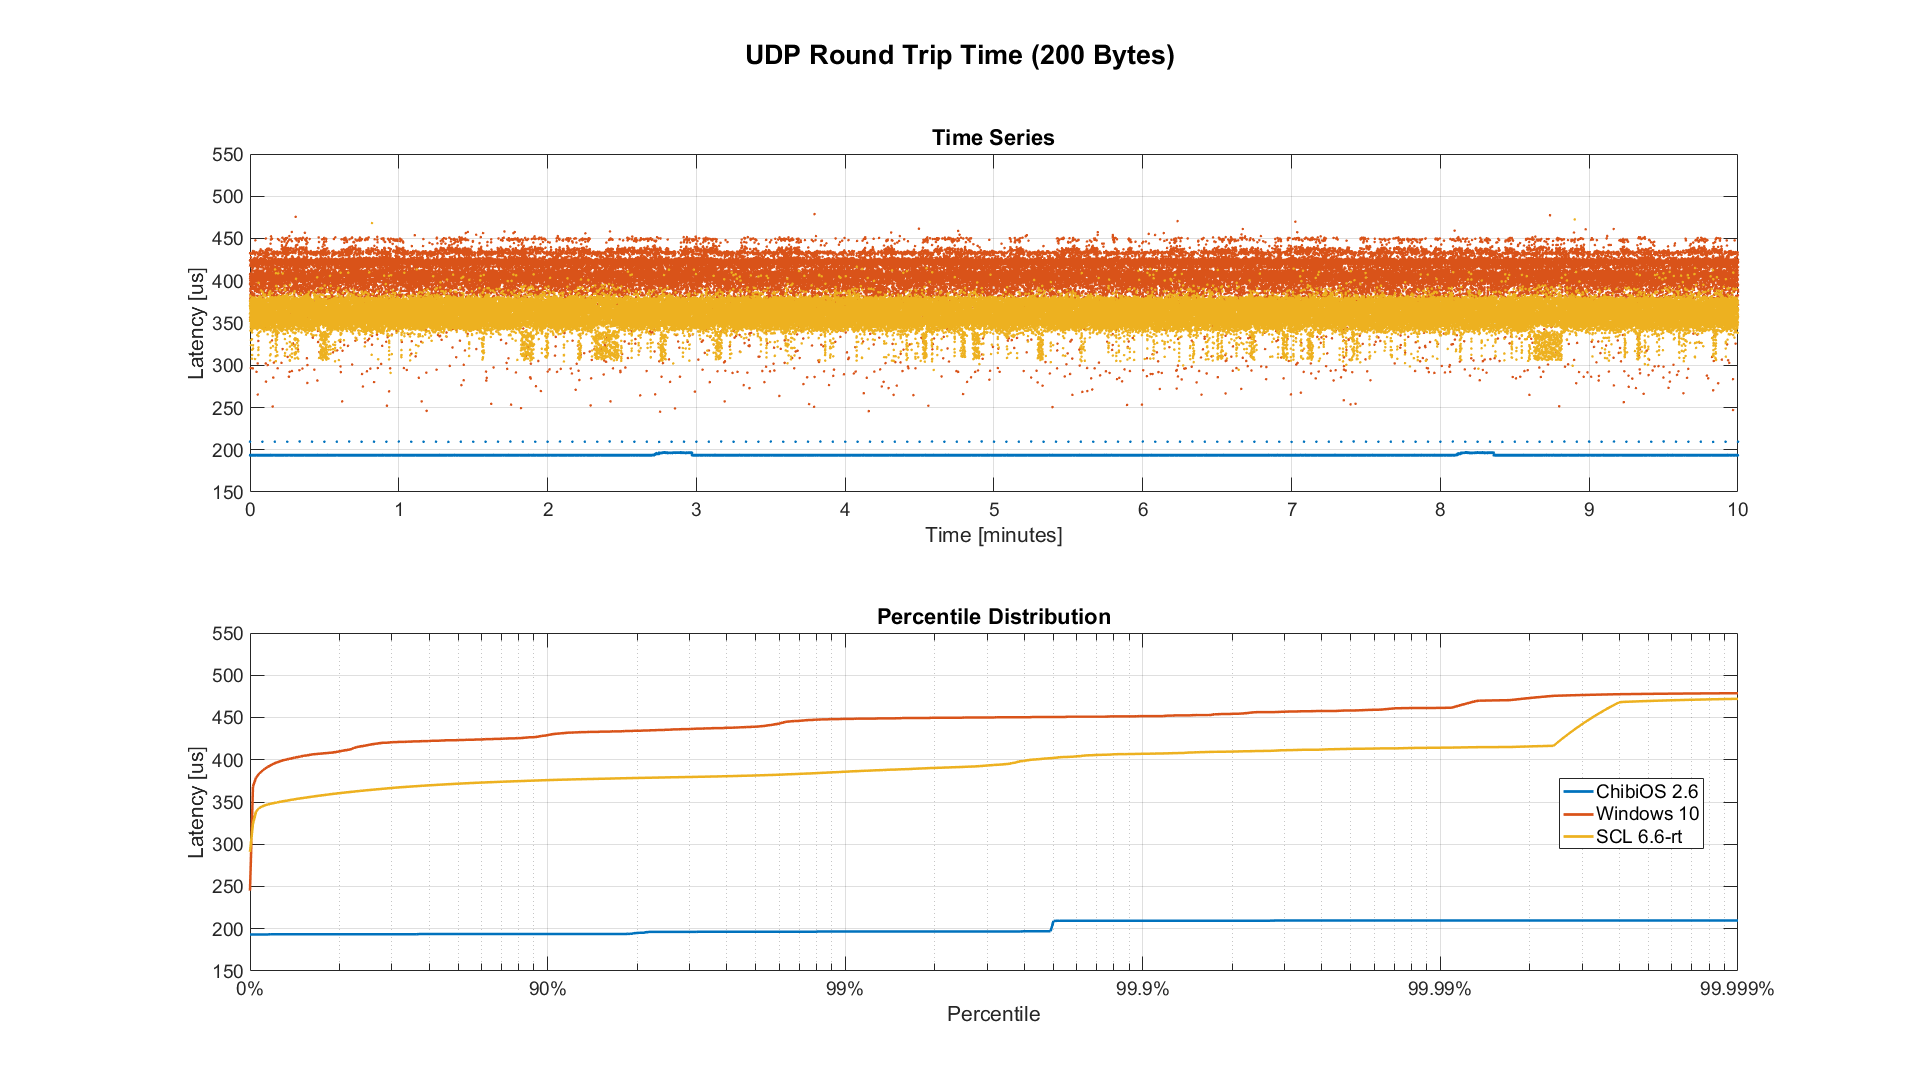 UDP Round Trip Time (200 Bytes)
Time Series
550
500
450
400
350
300
250
200
150
Latency [us]
0 1 2 3 4 5 6 7 8 9 10
Time [minutes]
Percentile Distribution
550
500
450
400
350
300
250
200
150
Latency [us]
ChibiOS 2.6
Windows 10
SCL 6.6-rt
0% 90% 99% 99.9% 99.99% 99.999%
Percentile